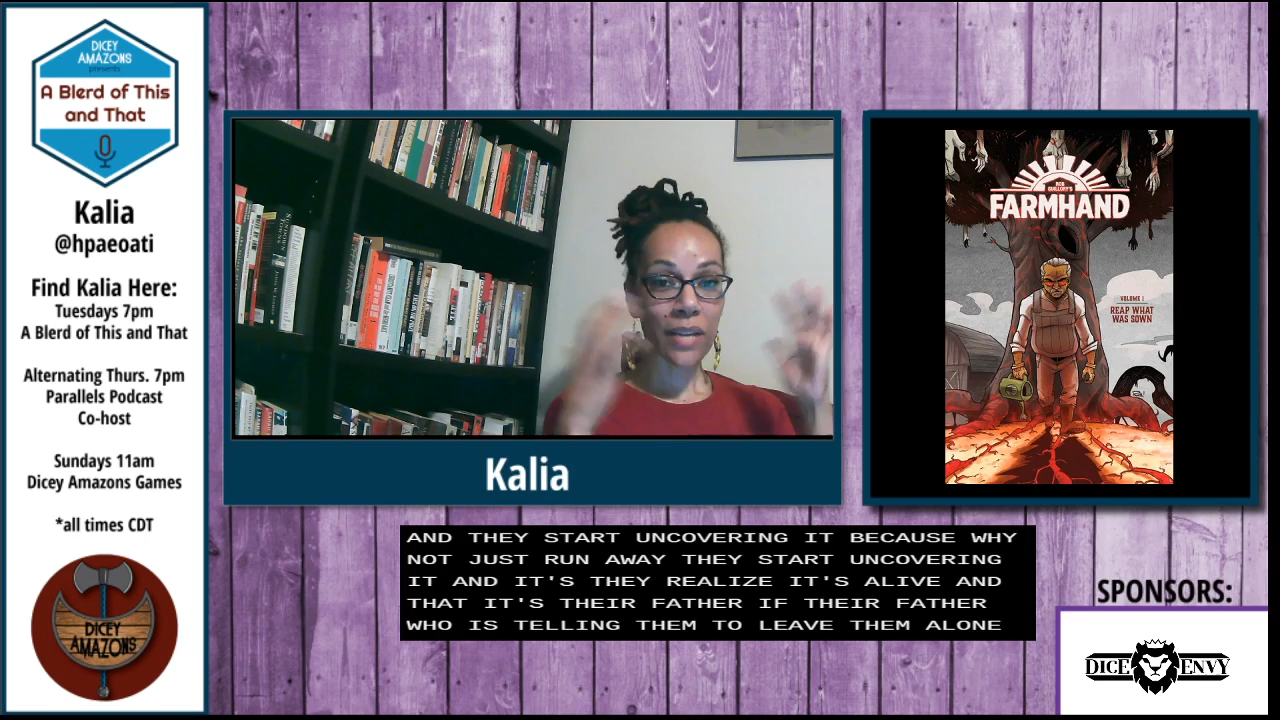 DICEY
AMAZONS
presents
A Blerd of This
and That
Kalia
@hpaeoati
Find Kalia Here:
Tuesdays 7pm
A Blerd of This and That
Alternating Thurs. 7pm
Parallels Podcast
Co-host
Sundays 11am
Dicey Amazons Games
*all times CDT
DICEY
AMAZONS
Kalia
ROB
GUILLORY'S
FARMHAND
VOLUME 1
REAP WHAT
WAS SOWN
AND THEY START UNCOVERING IT BECAUSE WHY
NOT JUST RUN AWAY THEY START UNCOVERING
IT AND IT'S THEY REALIZE IT'S ALIVE AND
THAT IT'S THEIR FATHER IF THEIR FATHER
WHO IS TELLING THEM TO LEAVE THEM ALONE
SPONSORS:
DICE ENVY